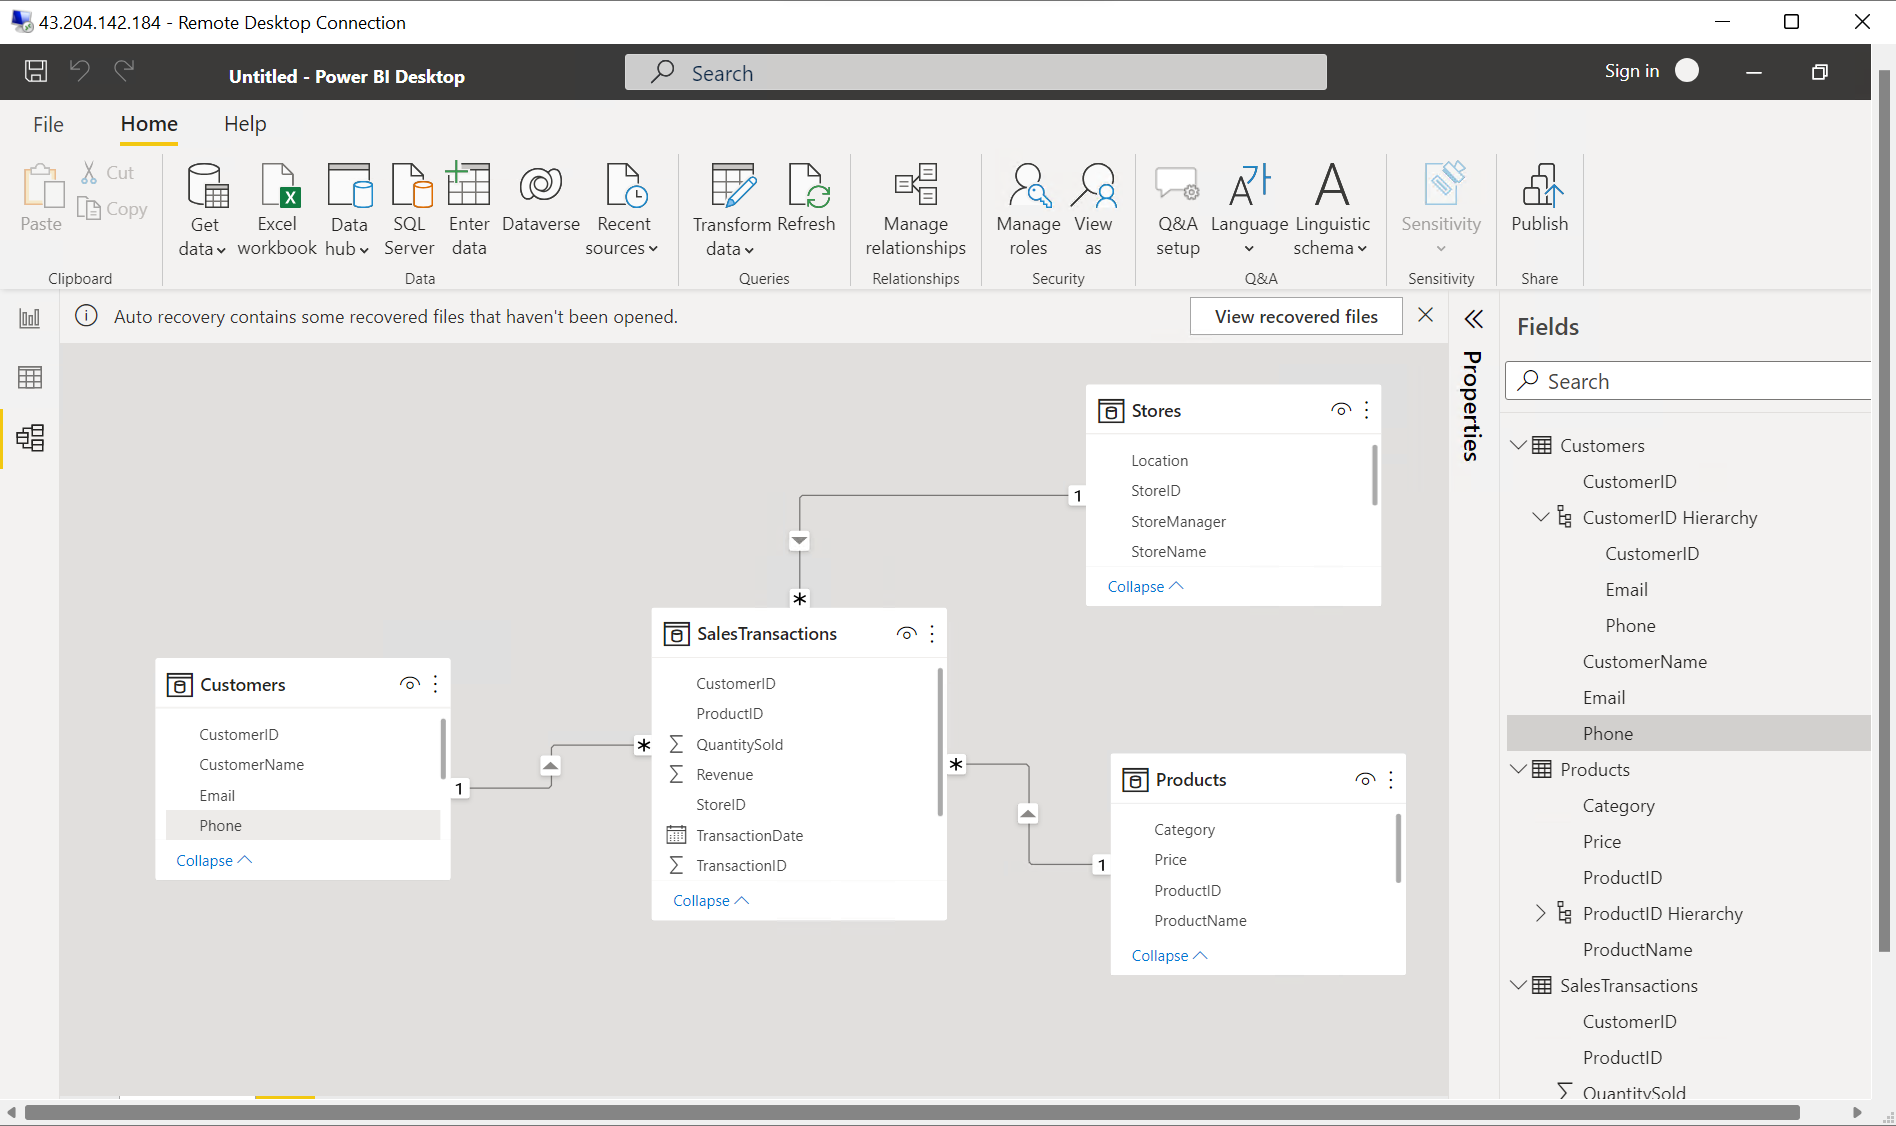 43.204.142.184 - Remote Desktop Connection
Untitled - Power BI Desktop
Search
Sign in
File
Home
Help
Paste
Cut
Copy
Clipboard
Get data
Excel workbook
Data hub
SQL Server
Enter data
Dataverse
Recent sources
Data
Transform data
Refresh
Queries
Manage relationships
Relationships
Manage roles
View as
Security
Q&A setup
Language
Linguistic schema
Q&A
Sensitivity
Sensitivity
Publish
Share
Auto recovery contains some recovered files that haven't been opened.
View recovered files
Stores
Location
StoreID
StoreManager
StoreName
Collapse
1
*
SalesTransactions
CustomerID
ProductID
QuantitySold
Revenue
StoreID
TransactionDate
TransactionID
Collapse
Customers
CustomerID
CustomerName
Email
Phone
Collapse
1
*
*
1
Products
Category
Price
ProductID
ProductName
Collapse
Properties
Fields
Search
Customers
CustomerID
CustomerID Hierarchy
CustomerID
Email
Phone
CustomerName
Email
Phone
Products
Category
Price
ProductID
ProductID Hierarchy
ProductName
SalesTransactions
CustomerID
ProductID
QuantitySold